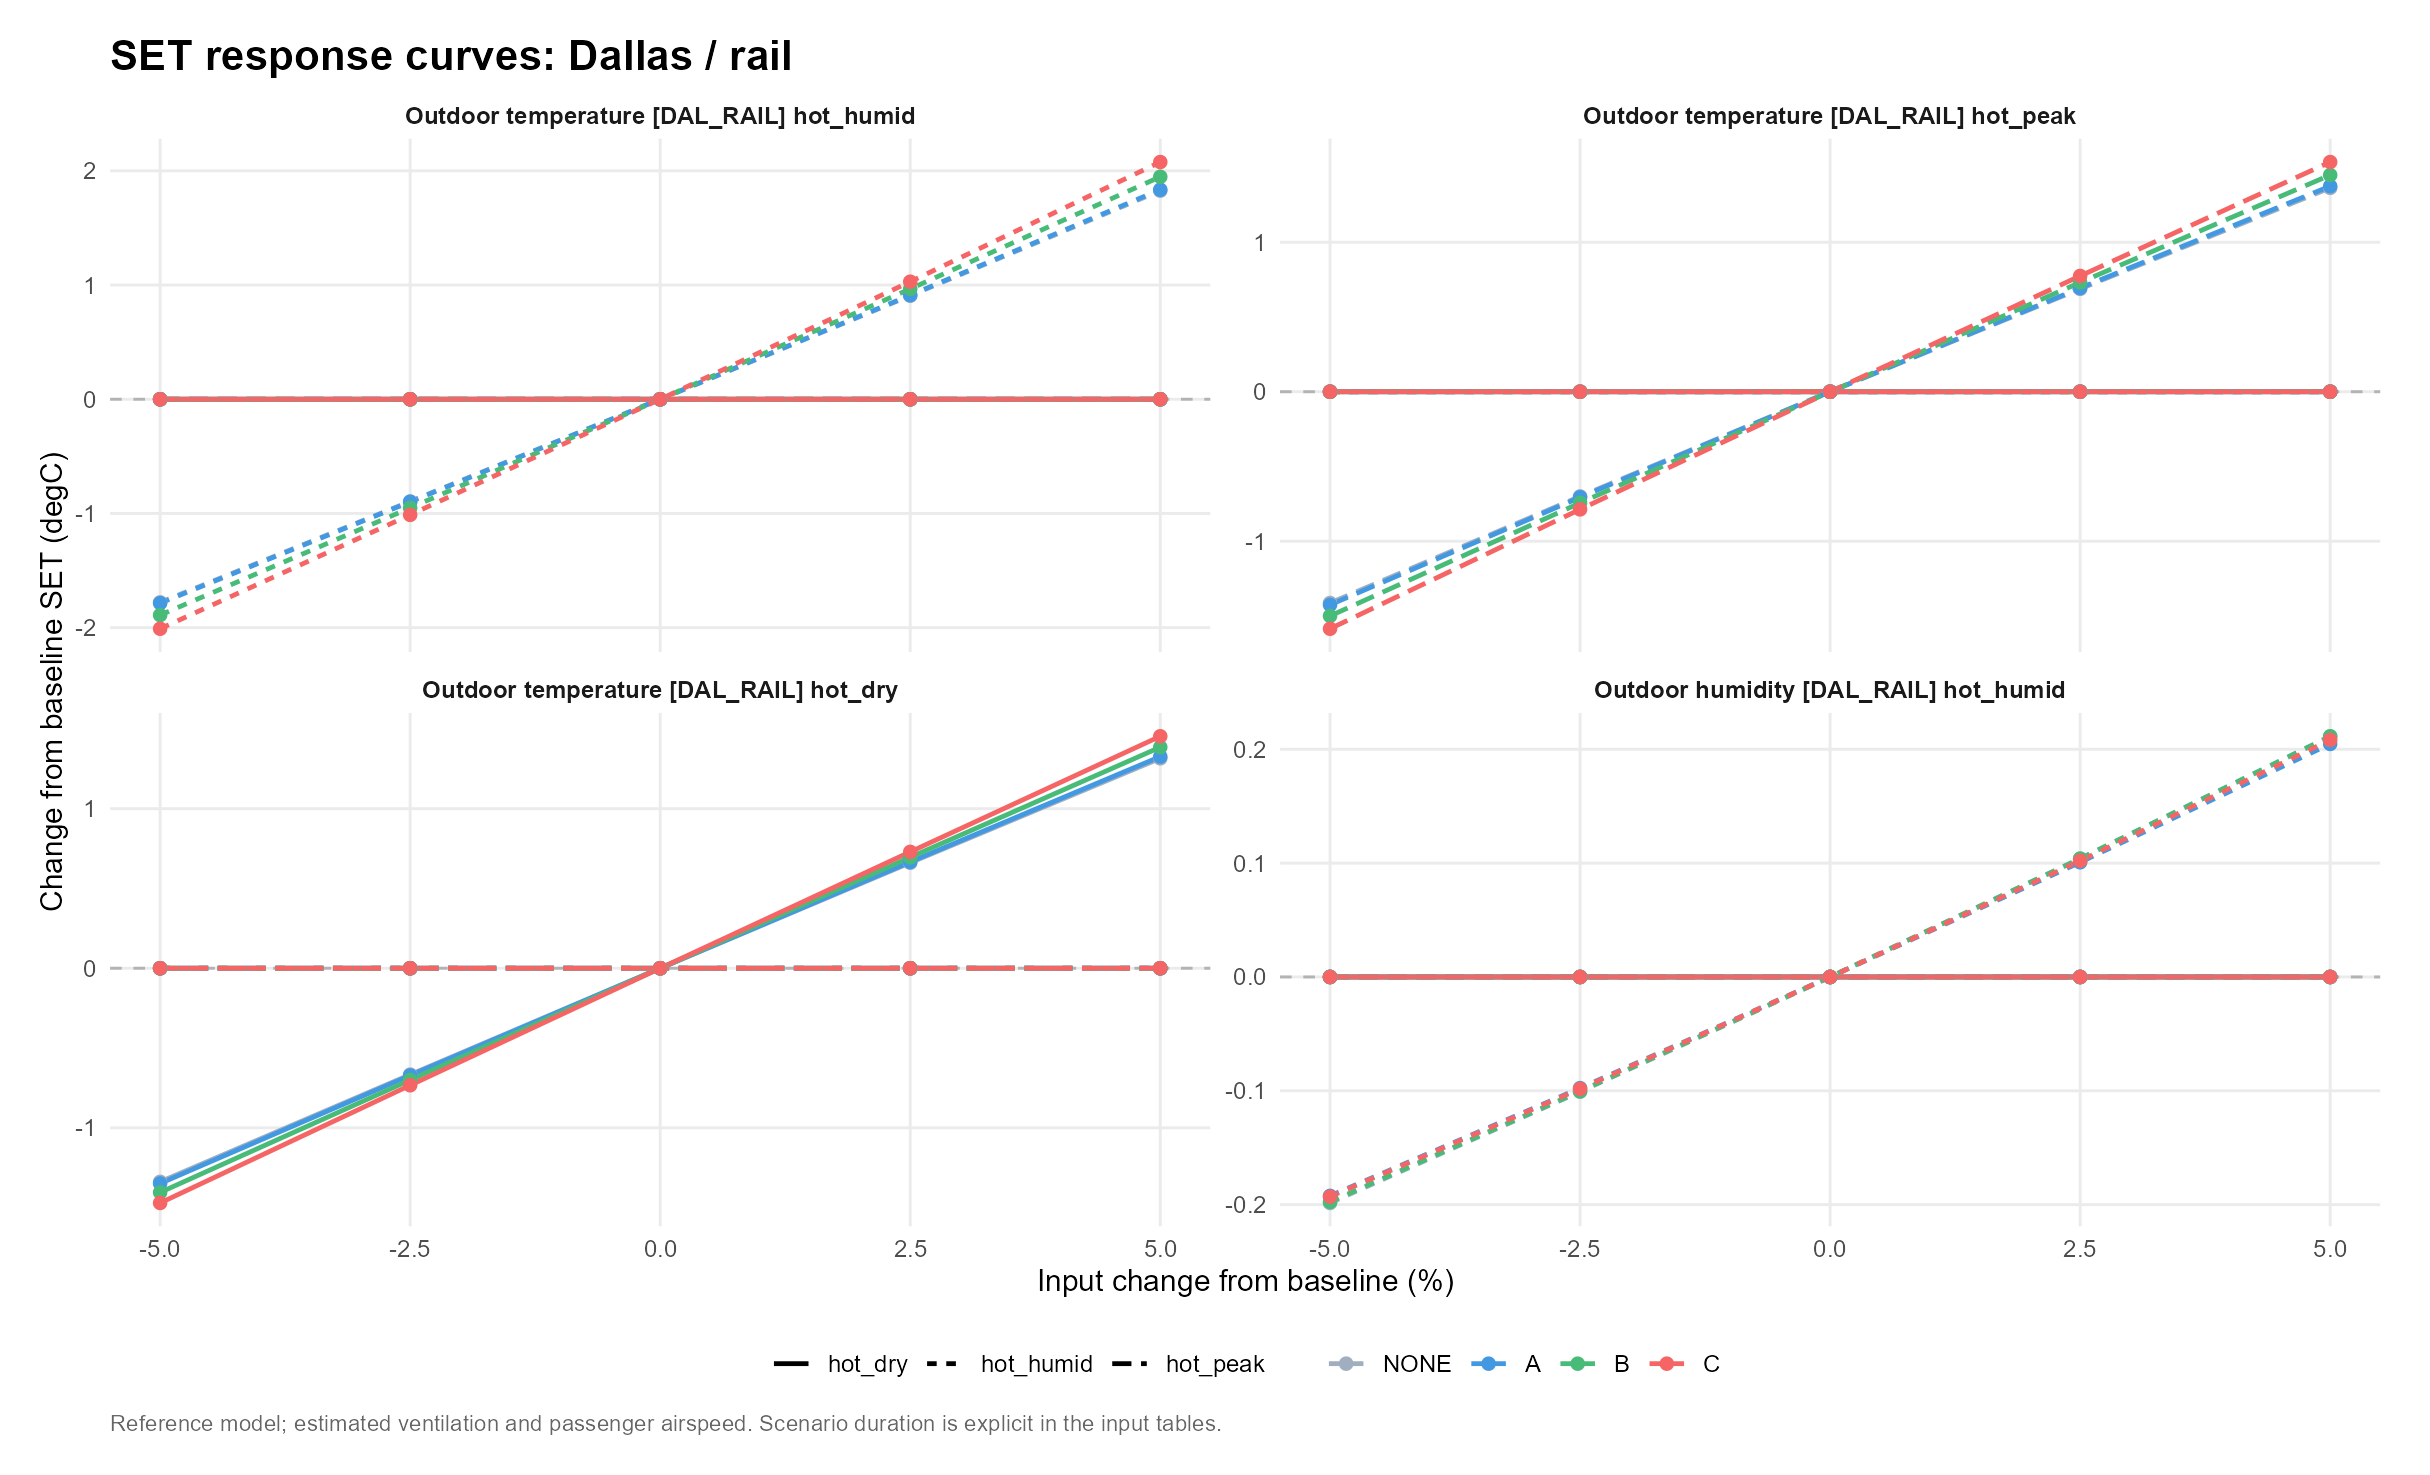 SET response curves: Dallas / rail
Outdoor temperature [DAL_RAIL] hot_humid
Outdoor temperature [DAL_RAIL] hot_peak
2
1
0
-1
-2
1
0
-1
Change from baseline SET (degC)
Outdoor temperature [DAL_RAIL] hot_dry
Outdoor humidity [DAL_RAIL] hot_humid
1
0
-1
0.2
0.1
0.0
-0.1
-0.2
-5.0 -2.5 0.0 2.5 5.0
-5.0 -2.5 0.0 2.5 5.0
Input change from baseline (%)
hot_dry hot_humid hot_peak NONE A B C
Reference model; estimated ventilation and passenger airspeed. Scenario duration is explicit in the input tables.